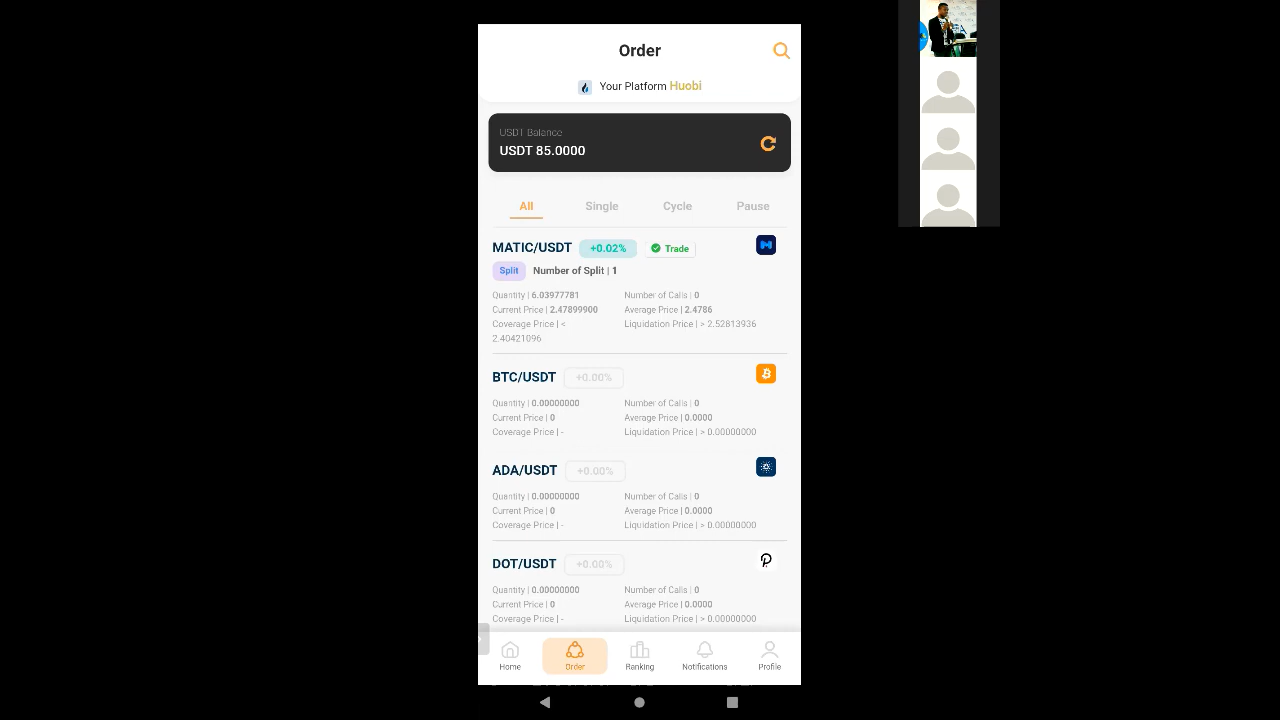 Order
Your Platform Huobi
USDT Balance
USDT 85.0000
All Single Cycle Pause
MATIC/USDT +0.02% Trade
Split Number of Split | 1
Quantity | 6.03977781 Number of Calls | 0
Current Price | 2.47899900 Average Price | 2.4786
Coverage Price | < Liquidation Price | > 2.52813936
2.40421096
BTC/USDT +0.00%
Quantity | 0.00000000 Number of Calls | 0
Current Price | 0 Average Price | 0.0000
Coverage Price | - Liquidation Price | > 0.00000000
ADA/USDT +0.00%
Quantity | 0.00000000 Number of Calls | 0
Current Price | 0 Average Price | 0.0000
Coverage Price | - Liquidation Price | > 0.00000000
DOT/USDT +0.00%
Quantity | 0.00000000 Number of Calls | 0
Current Price | 0 Average Price | 0.0000
Coverage Price | - Liquidation Price | > 0.00000000
Home Order Ranking Notifications Profile